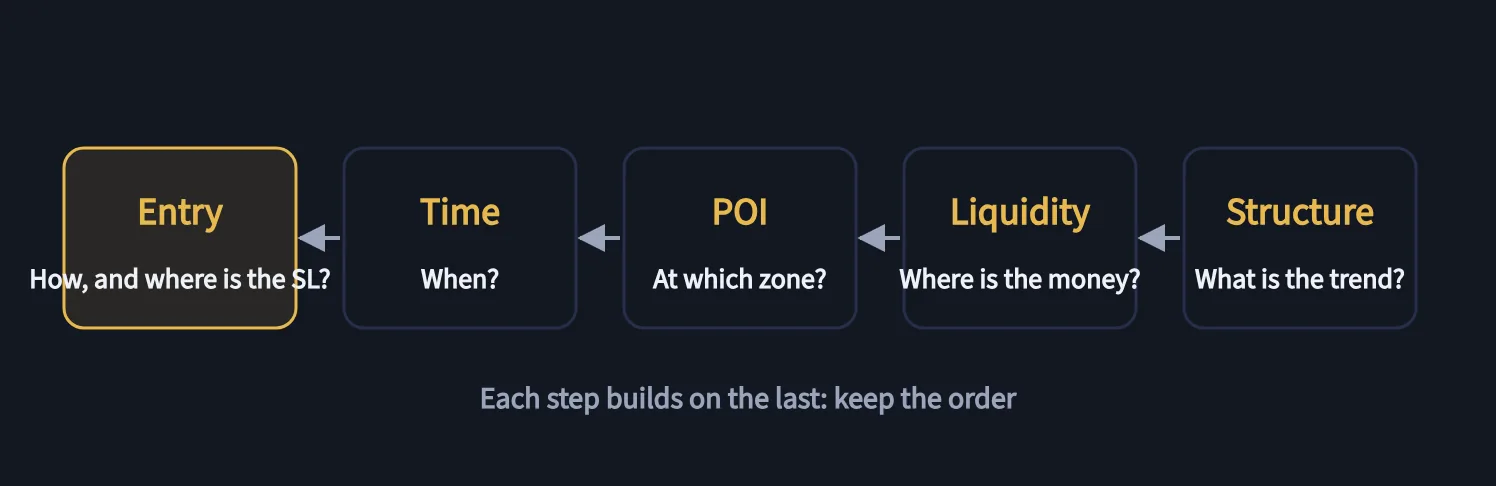 Entry
How, and where is the SL?
Time
When?
POI
At which zone?
Liquidity
Where is the money?
Structure
What is the trend?
Each step builds on the last: keep the order